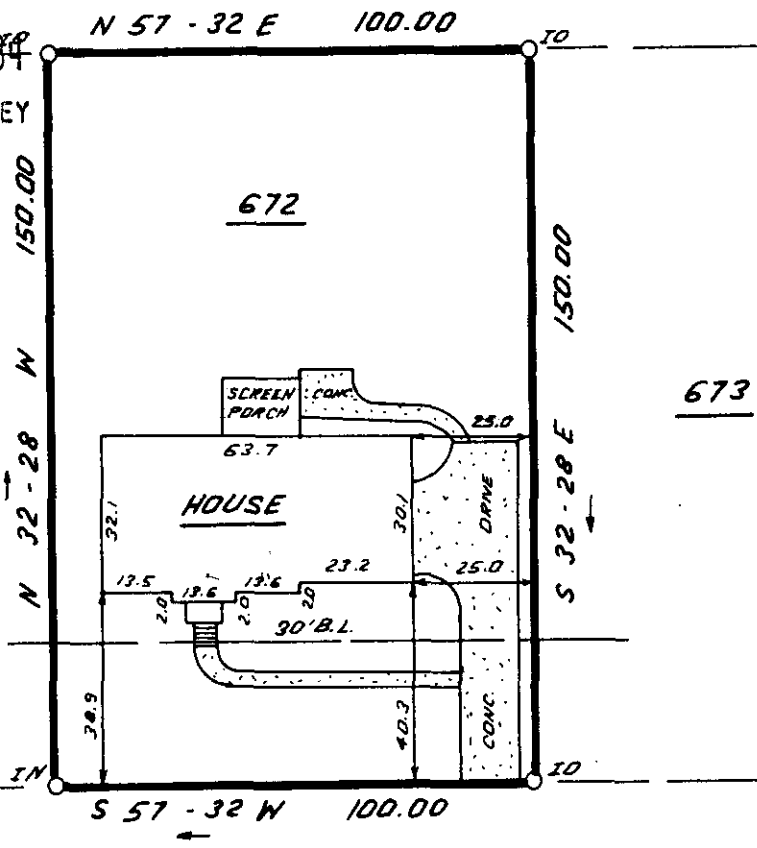 N 57 - 32 E 100.00
IO
EY
150.00
672
150.00
N 32 - 28 W
SCREEN PORCH
CONC.
673
25.0
63.7
S 32 - 28 E
HOUSE
32.1
30.1
DRIVE
13.5
13.6
13.6
23.2
25.0
2.0
2.0
2.0
30' B.L.
40.3
CONC.
IN
IO
S 57 - 32 W 100.00